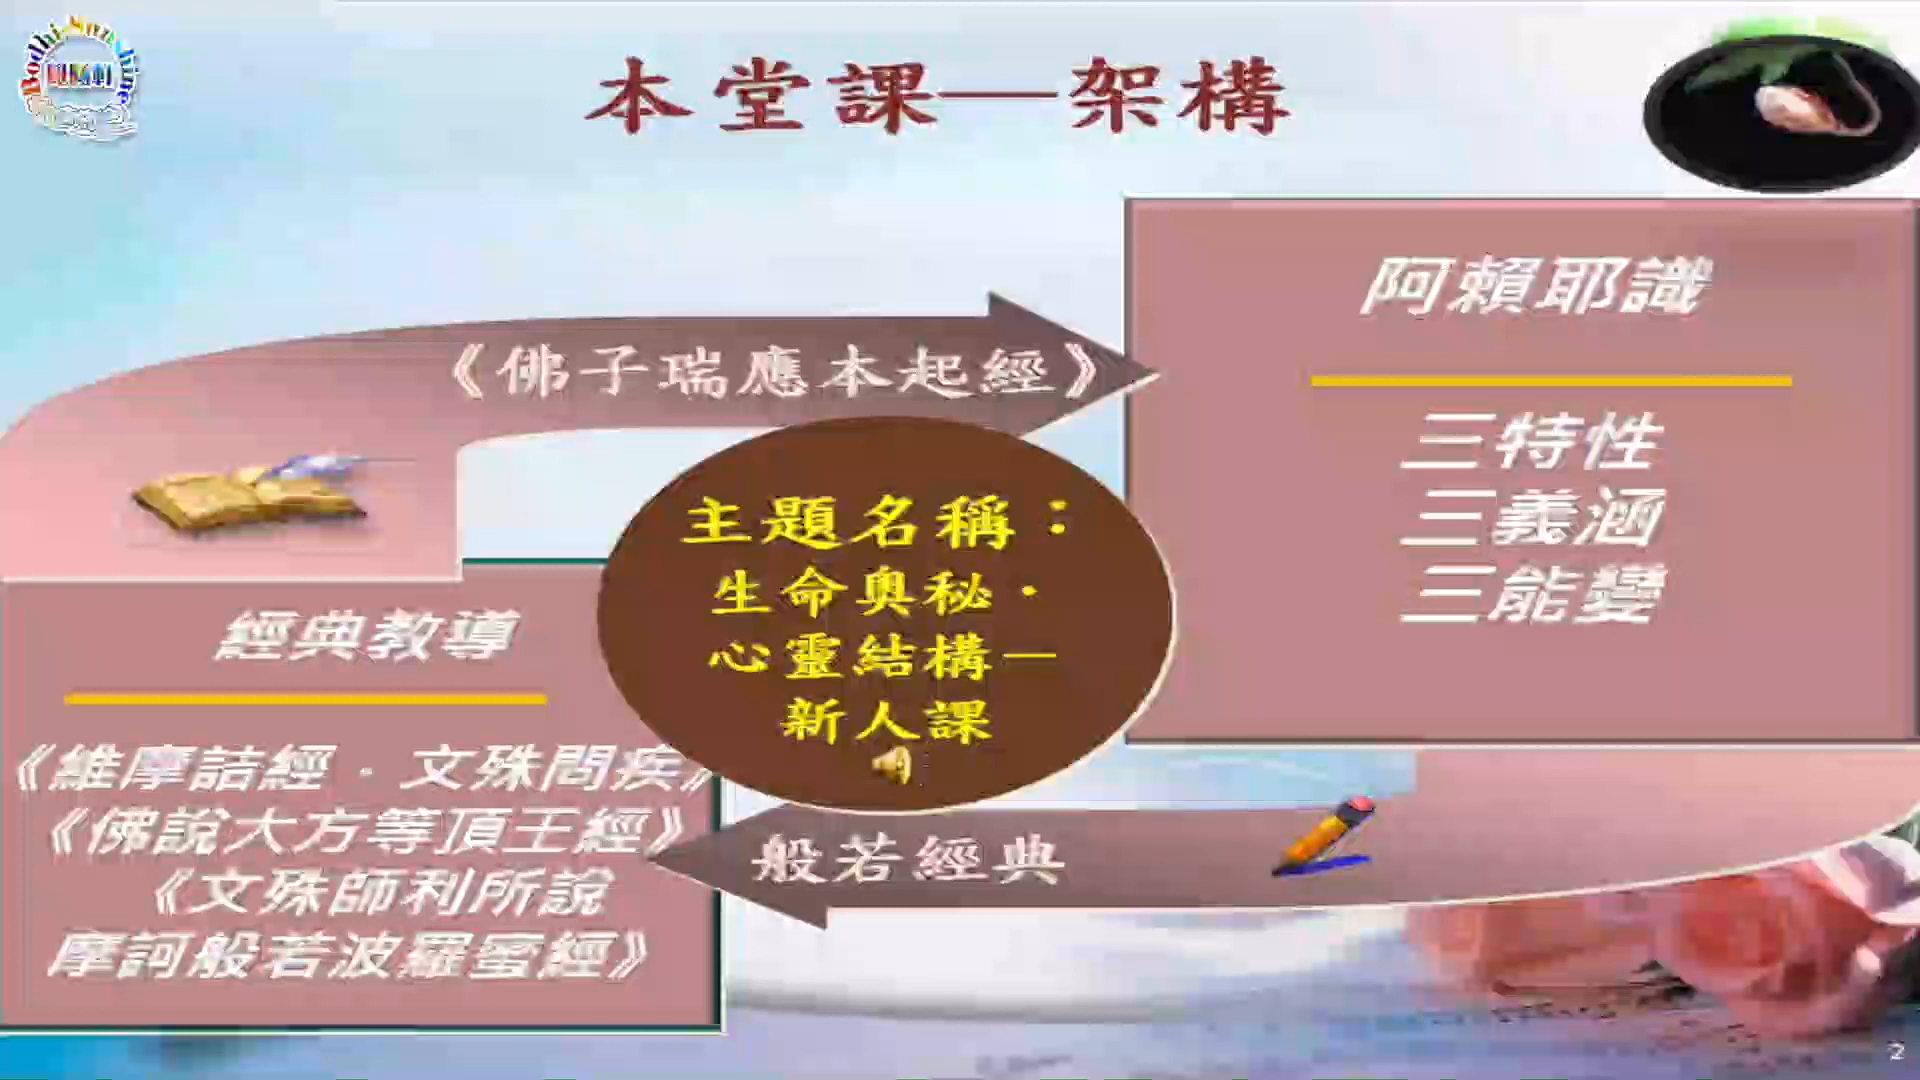 Bodhi Sunshine
本堂課—架構
阿賴耶識
三特性
三義涵
三能變
《佛子瑞應本起經》
主題名稱：
生命奧秘·
心靈結構—
新人課
經典教導
《維摩詰經·文殊問疾》
《佛說大方等頂王經》
《文殊師利所說
摩訶般若波羅蜜經》
般若經典
2